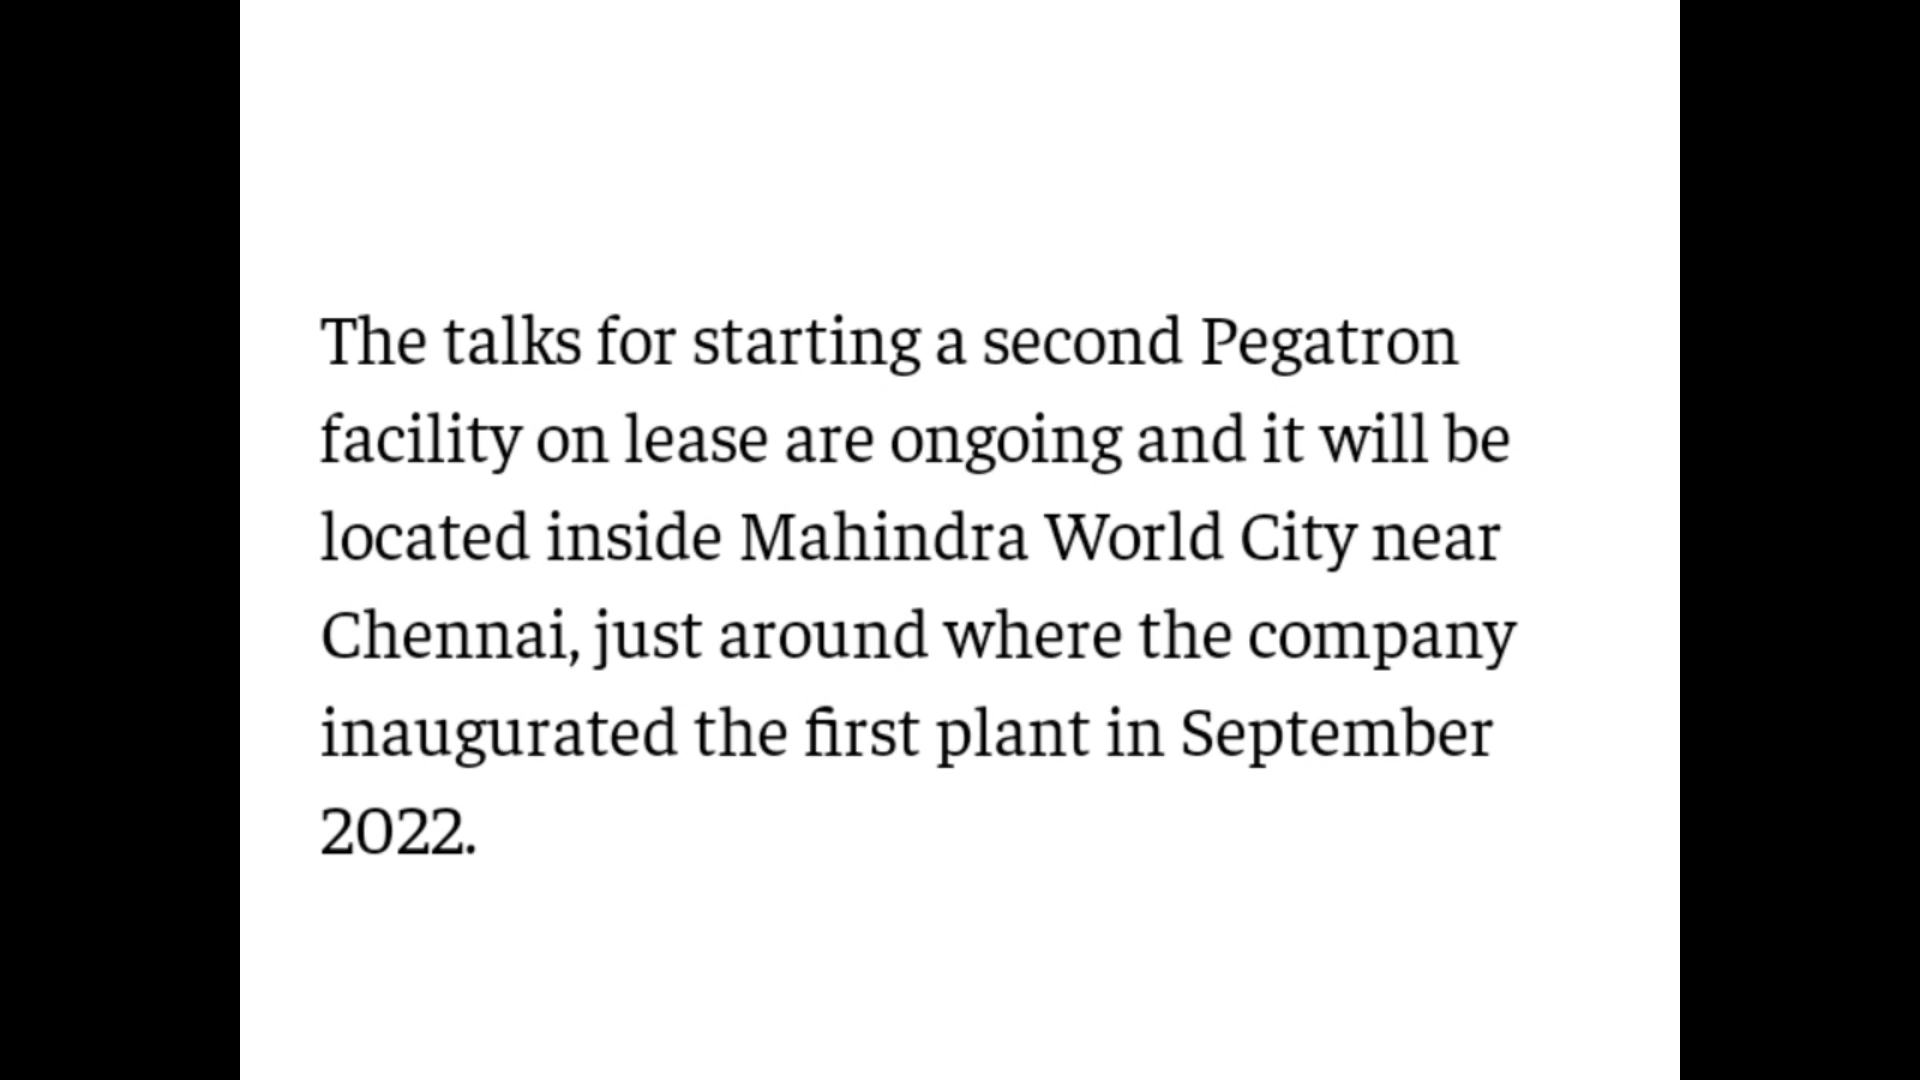 The talks for starting a second Pegatron
facility on lease are ongoing and it will be
located inside Mahindra World City near
Chennai, just around where the company
inaugurated the first plant in September
2022.